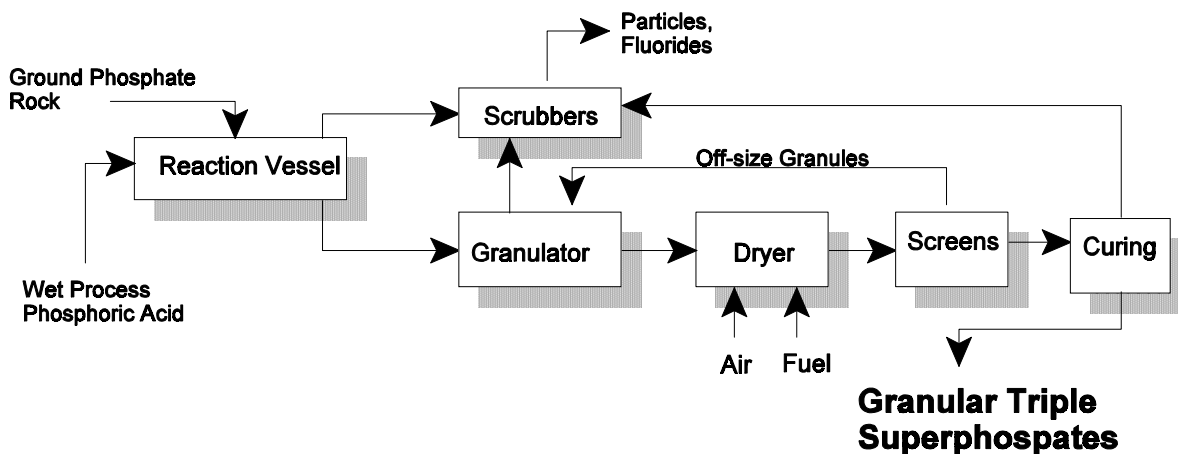 Particles,
Fluorides
Ground Phosphate
Rock
Scrubbers
Reaction Vessel
Off-size Granules
Granulator
Dryer
Screens
Curing
Wet Process
Phosphoric Acid
Air
Fuel
Granular Triple
Superphospates